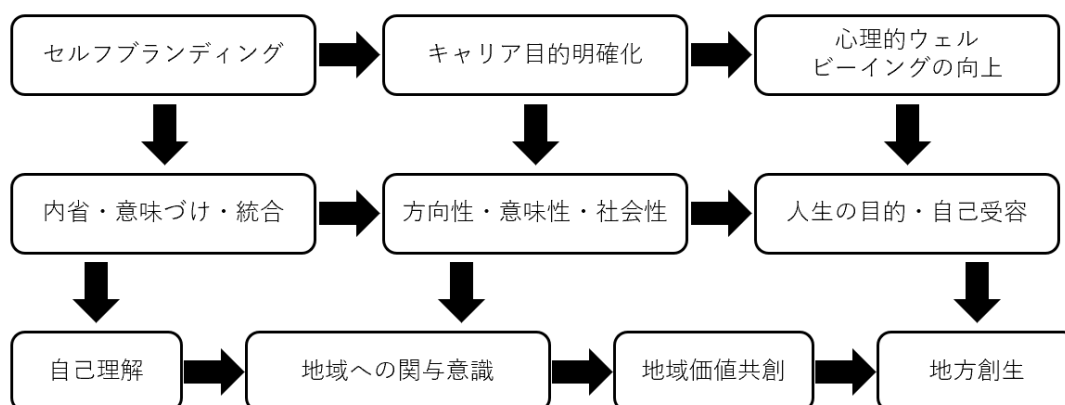 セルフブランディング
キャリア目的明確化
心理的ウェル
ビーイングの向上
内省・意味づけ・統合
方向性・意味性・社会性
人生の目的・自己受容
自己理解
地域への関与意識
地域価値共創
地方創生